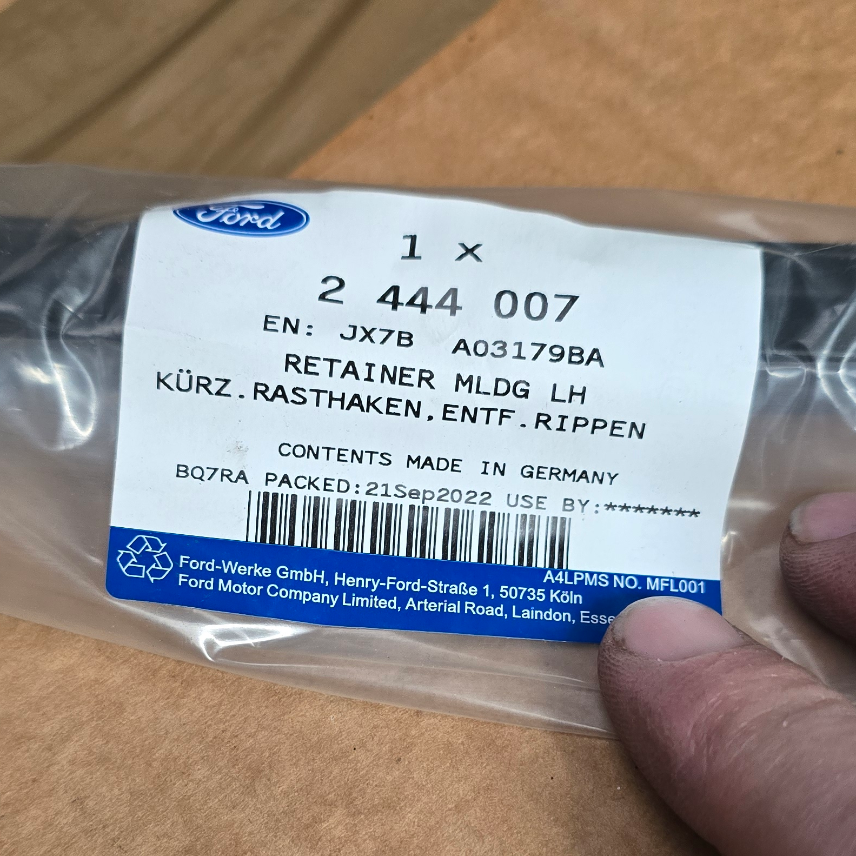 Ford
1 x
2 444 007
EN: JX7B A03179BA
RETAINER MLDG LH
KÜRZ.RASTHAKEN,ENTF.RIPPEN
CONTENTS MADE IN GERMANY
BQ7RA PACKED:21Sep2022 USE BY:*******
A4LPMS NO. MFL001
Ford-Werke GmbH, Henry-Ford-Straße 1, 50735 Köln
Ford Motor Company Limited, Arterial Road, Laindon,